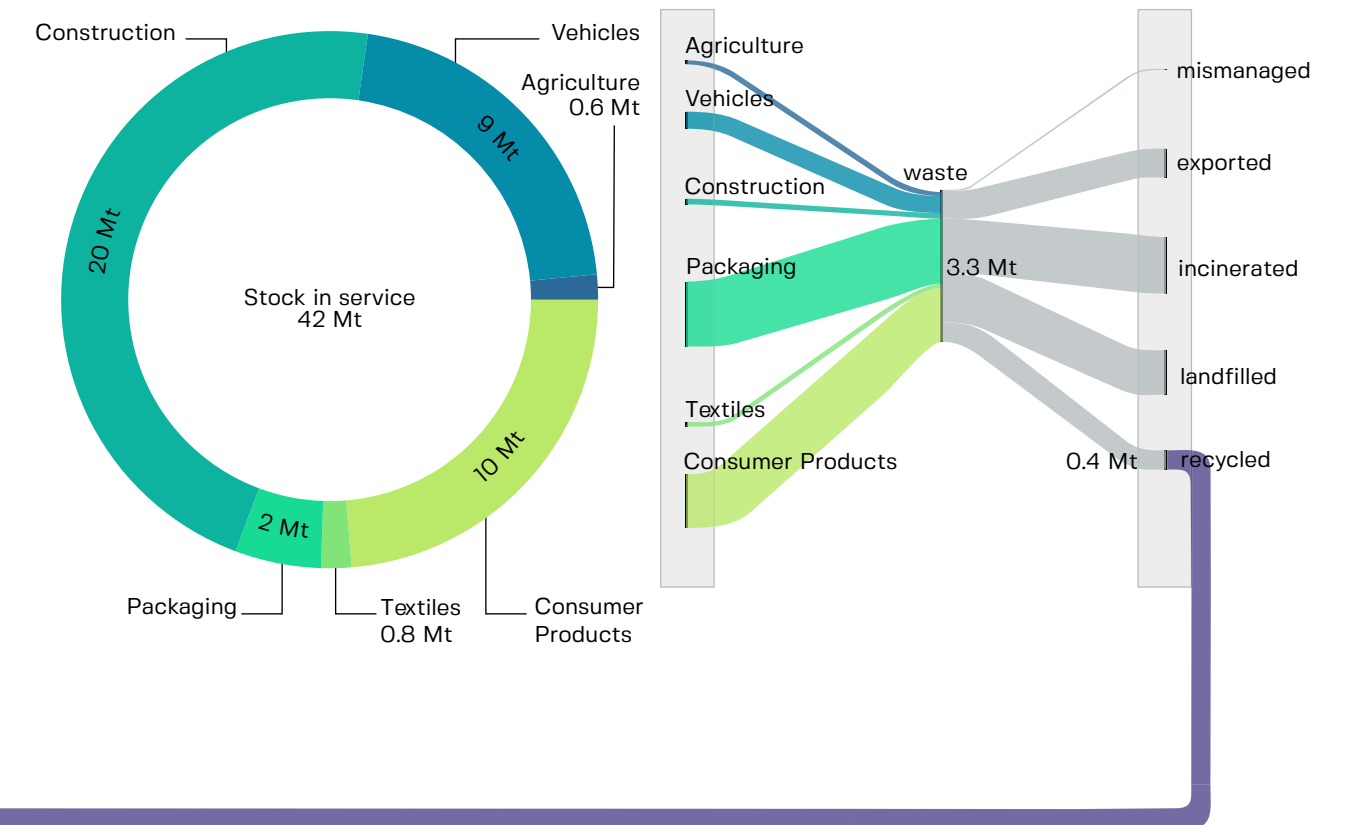 Construction
Vehicles
Agriculture
0.6 Mt
9 Mt
20 Mt
Stock in service
42 Mt
10 Mt
2 Mt
Packaging
Textiles
0.8 Mt
Consumer
Products
Agriculture
Vehicles
Construction
Packaging
Textiles
Consumer Products
waste
3.3 Mt
mismanaged
exported
incinerated
landfilled
0.4 Mt
recycled